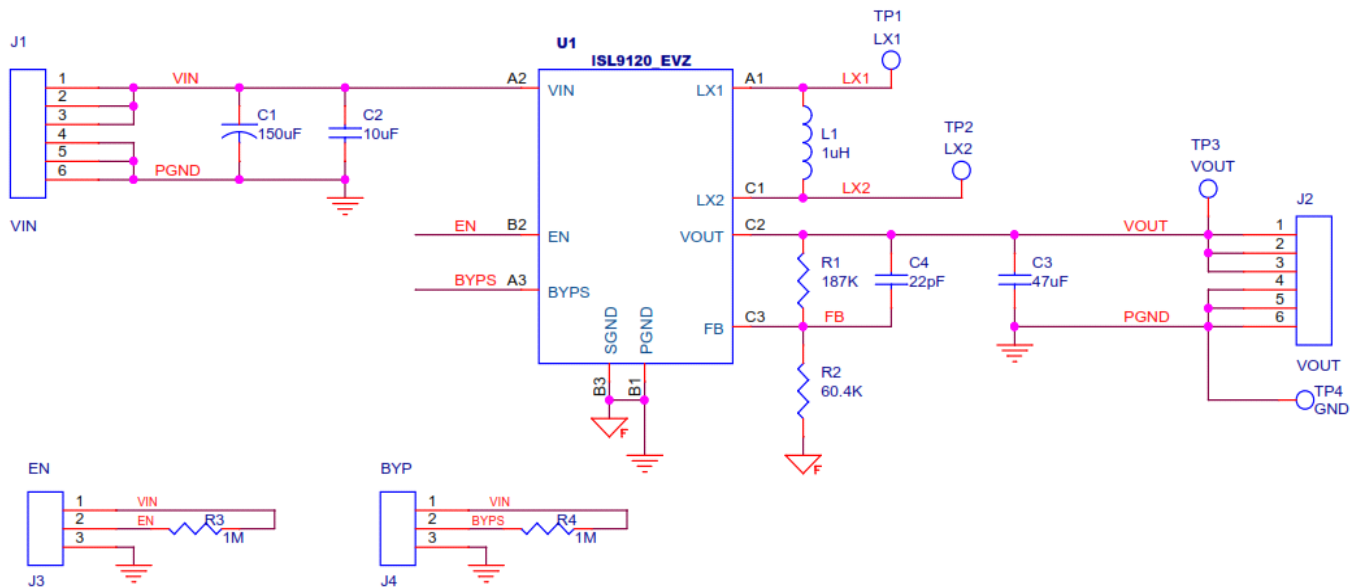 J1
1
2
3
4
5
6
VIN
VIN
PGND
C1
150uF
C2
10uF
U1
ISL9120_EVZ
A2
VIN
B2
EN
EN
A3
BYPS
BYPS
SGND
PGND
B3
B1
F
LX1
A1
LX1
TP1
LX1
L1
1uH
TP2
LX2
LX2
C1
LX2
VOUT
C2
VOUT
TP3
VOUT
R1
187K
C4
22pF
C3
47uF
FB
C3
FB
PGND
R2
60.4K
F
J2
1
2
3
4
5
6
VOUT
TP4
GND
EN
1
2
3
VIN
EN
R3
1M
J3
BYP
1
2
3
VIN
BYPS
R4
1M
J4